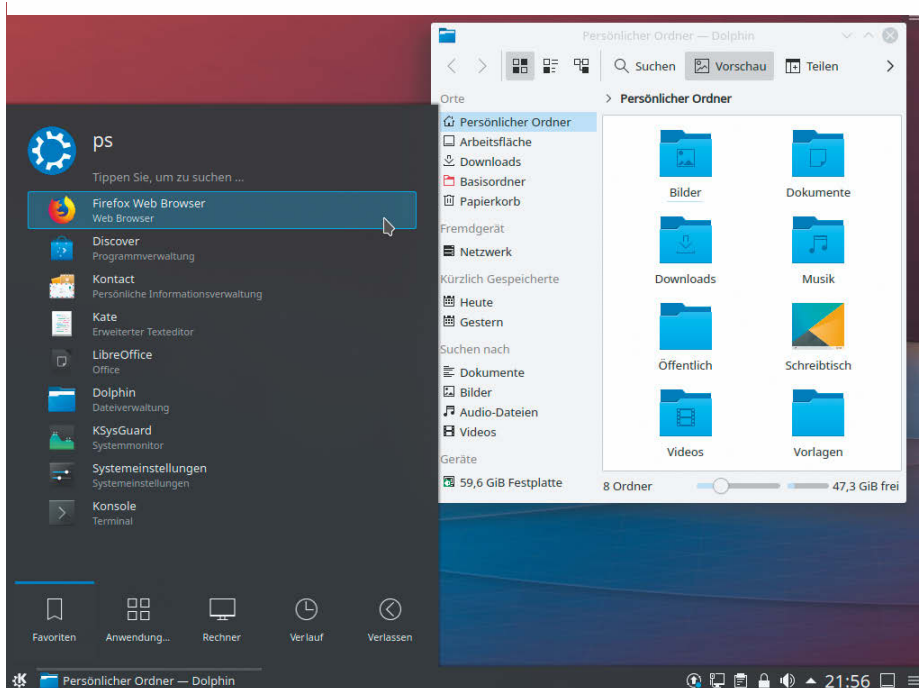 ps
Tippen Sie, um zu suchen ...
Firefox Web Browser
Web Browser
Discover
Programmverwaltung
Kontact
Persönliche Informationsverwaltung
Kate
Erweiterter Texteditor
LibreOffice
Office
Dolphin
Dateiverwaltung
KSysGuard
Systemmonitor
Systemeinstellungen
Systemeinstellungen
Konsole
Terminal
Favoriten
Anwendung...
Rechner
Verlauf
Verlassen
Persönlicher Ordner — Dolphin
Suchen
Vorschau
Teilen
Orte
Persönlicher Ordner
Arbeitsfläche
Downloads
Basisordner
Papierkorb
Fremdgerät
Netzwerk
Kürzlich Gespeicherte
Heute
Gestern
Suchen nach
Dokumente
Bilder
Audio-Dateien
Videos
Geräte
59,6 GiB Festplatte
> Persönlicher Ordner
Bilder
Dokumente
Downloads
Musik
Öffentlich
Schreibtisch
Videos
Vorlagen
8 Ordner
47,3 GiB frei
Persönlicher Ordner — Dolphin
21:56